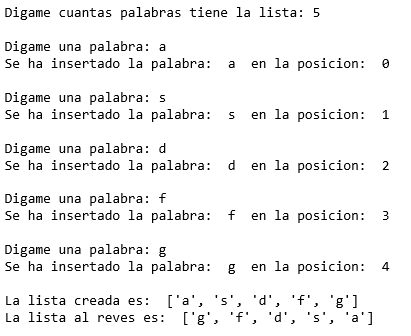 Digame cuantas palabras tiene la lista: 5
Digame una palabra: a
Se ha insertado la palabra:  a  en la posicion:  0
Digame una palabra: s
Se ha insertado la palabra:  s  en la posicion:  1
Digame una palabra: d
Se ha insertado la palabra:  d  en la posicion:  2
Digame una palabra: f
Se ha insertado la palabra:  f  en la posicion:  3
Digame una palabra: g
Se ha insertado la palabra:  g  en la posicion:  4
La lista creada es:  ['a', 's', 'd', 'f', 'g']
La lista al reves es:  ['g', 'f', 'd', 's', 'a']